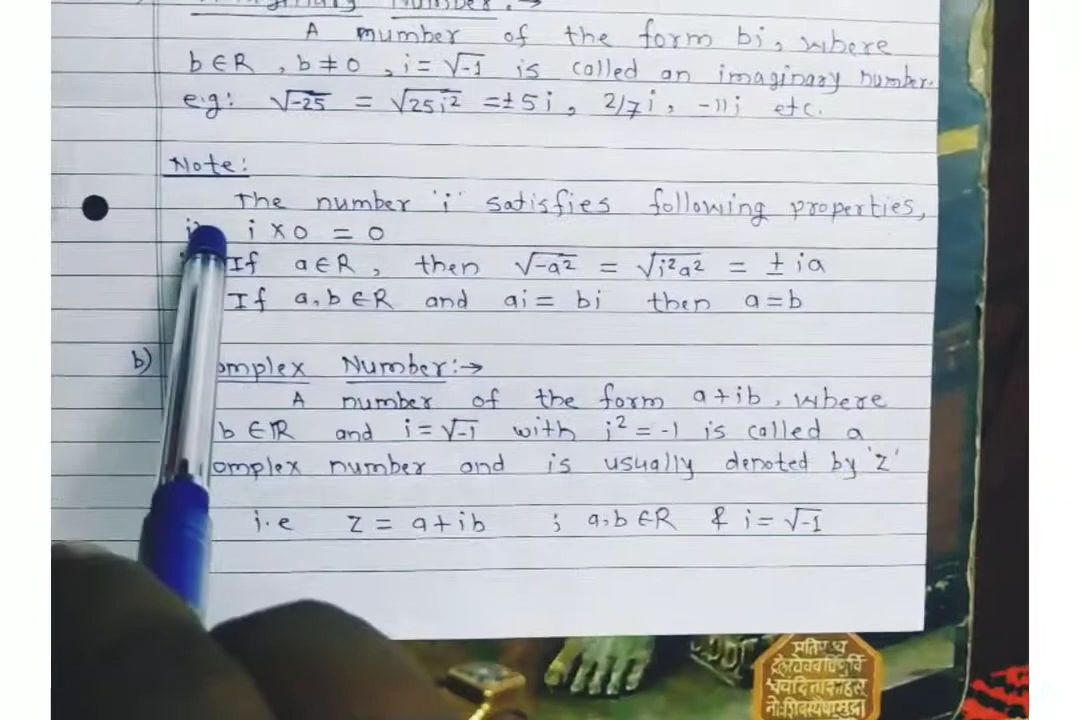 Imaginary Number :→
A number of the form bi, where
b∈R, b≠0, i=√-1 is called an imaginary number.
e.g: √-25 = √25i² = ±5i, 2/7i, -11i etc.
Note:
The number 'i' satisfies following properties,
i × 0 = 0
If a∈R, then √-a² = √i²a² = ± ia
If a,b∈R and ai = bi then a=b
b) omplex Number:→
A number of the form a+ib, where
b∈R and i=√-1 with i² = -1 is called a
omplex number and is usually denoted by 'z'
i.e z = a+ib ; a,b∈R & i=√-1